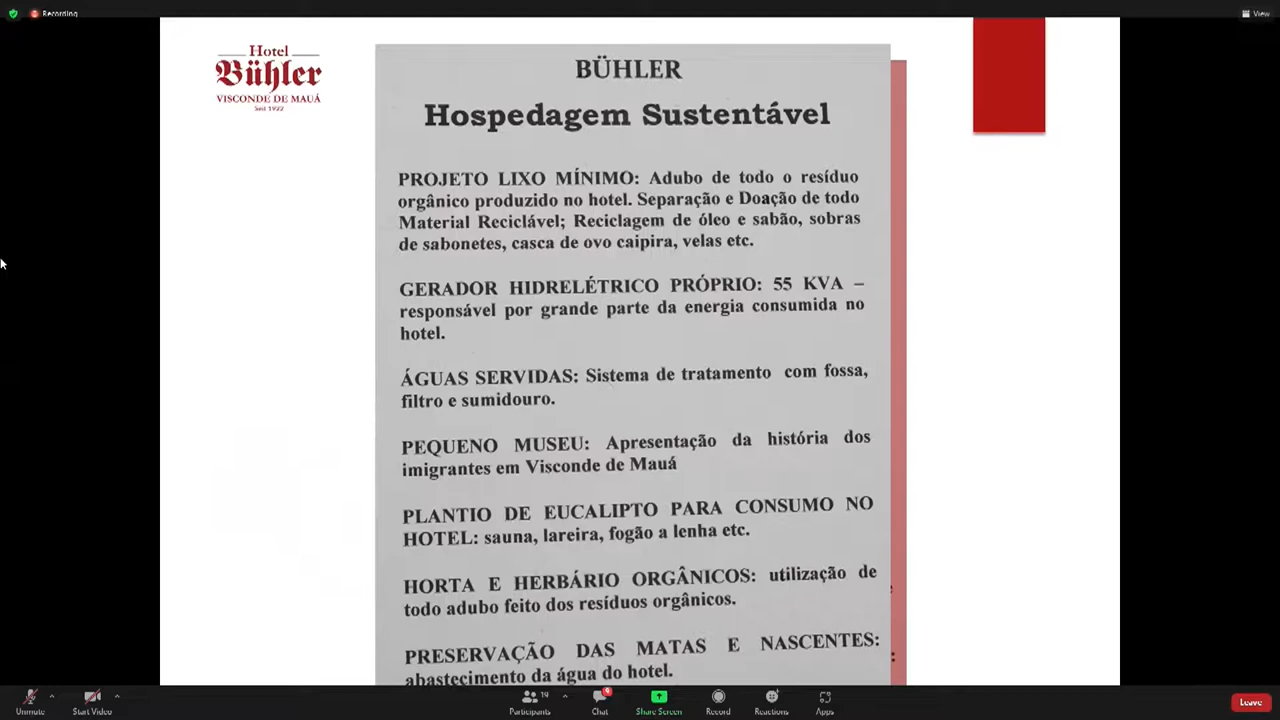 Recording
View
Hotel
Bühler
VISCONDE DE MAUÁ
Seit 1922
BÜHLER
Hospedagem Sustentável
PROJETO LIXO MÍNIMO: Adubo de todo o resíduo
orgânico produzido no hotel. Separação e Doação de todo
Material Reciclável; Reciclagem de óleo e sabão, sobras
de sabonetes, casca de ovo caipira, velas etc.
GERADOR HIDRELÉTRICO PRÓPRIO: 55 KVA –
responsável por grande parte da energia consumida no
hotel.
ÁGUAS SERVIDAS: Sistema de tratamento com fossa,
filtro e sumidouro.
PEQUENO MUSEU: Apresentação da história dos
imigrantes em Visconde de Mauá
PLANTIO DE EUCALIPTO PARA CONSUMO NO
HOTEL: sauna, lareira, fogão a lenha etc.
HORTA E HERBÁRIO ORGÂNICOS: utilização de
todo adubo feito dos resíduos orgânicos.
PRESERVAÇÃO DAS MATAS E NASCENTES:
abastecimento da água do hotel.
Unmute
Start Video
19
Participants
9
Chat
Share Screen
Record
Reactions
Apps
Leave